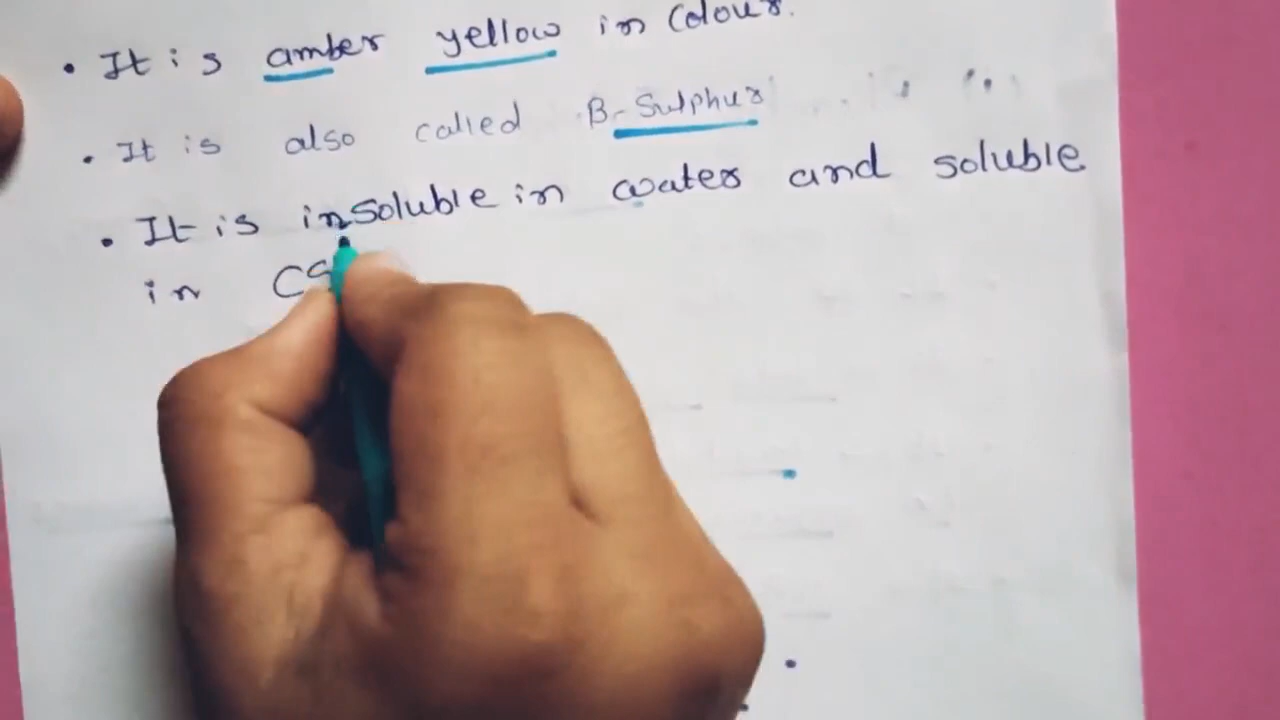 • It is amber yellow in Colour.
• It is also called B-Sulphur
• It is insoluble in water and soluble
in CS